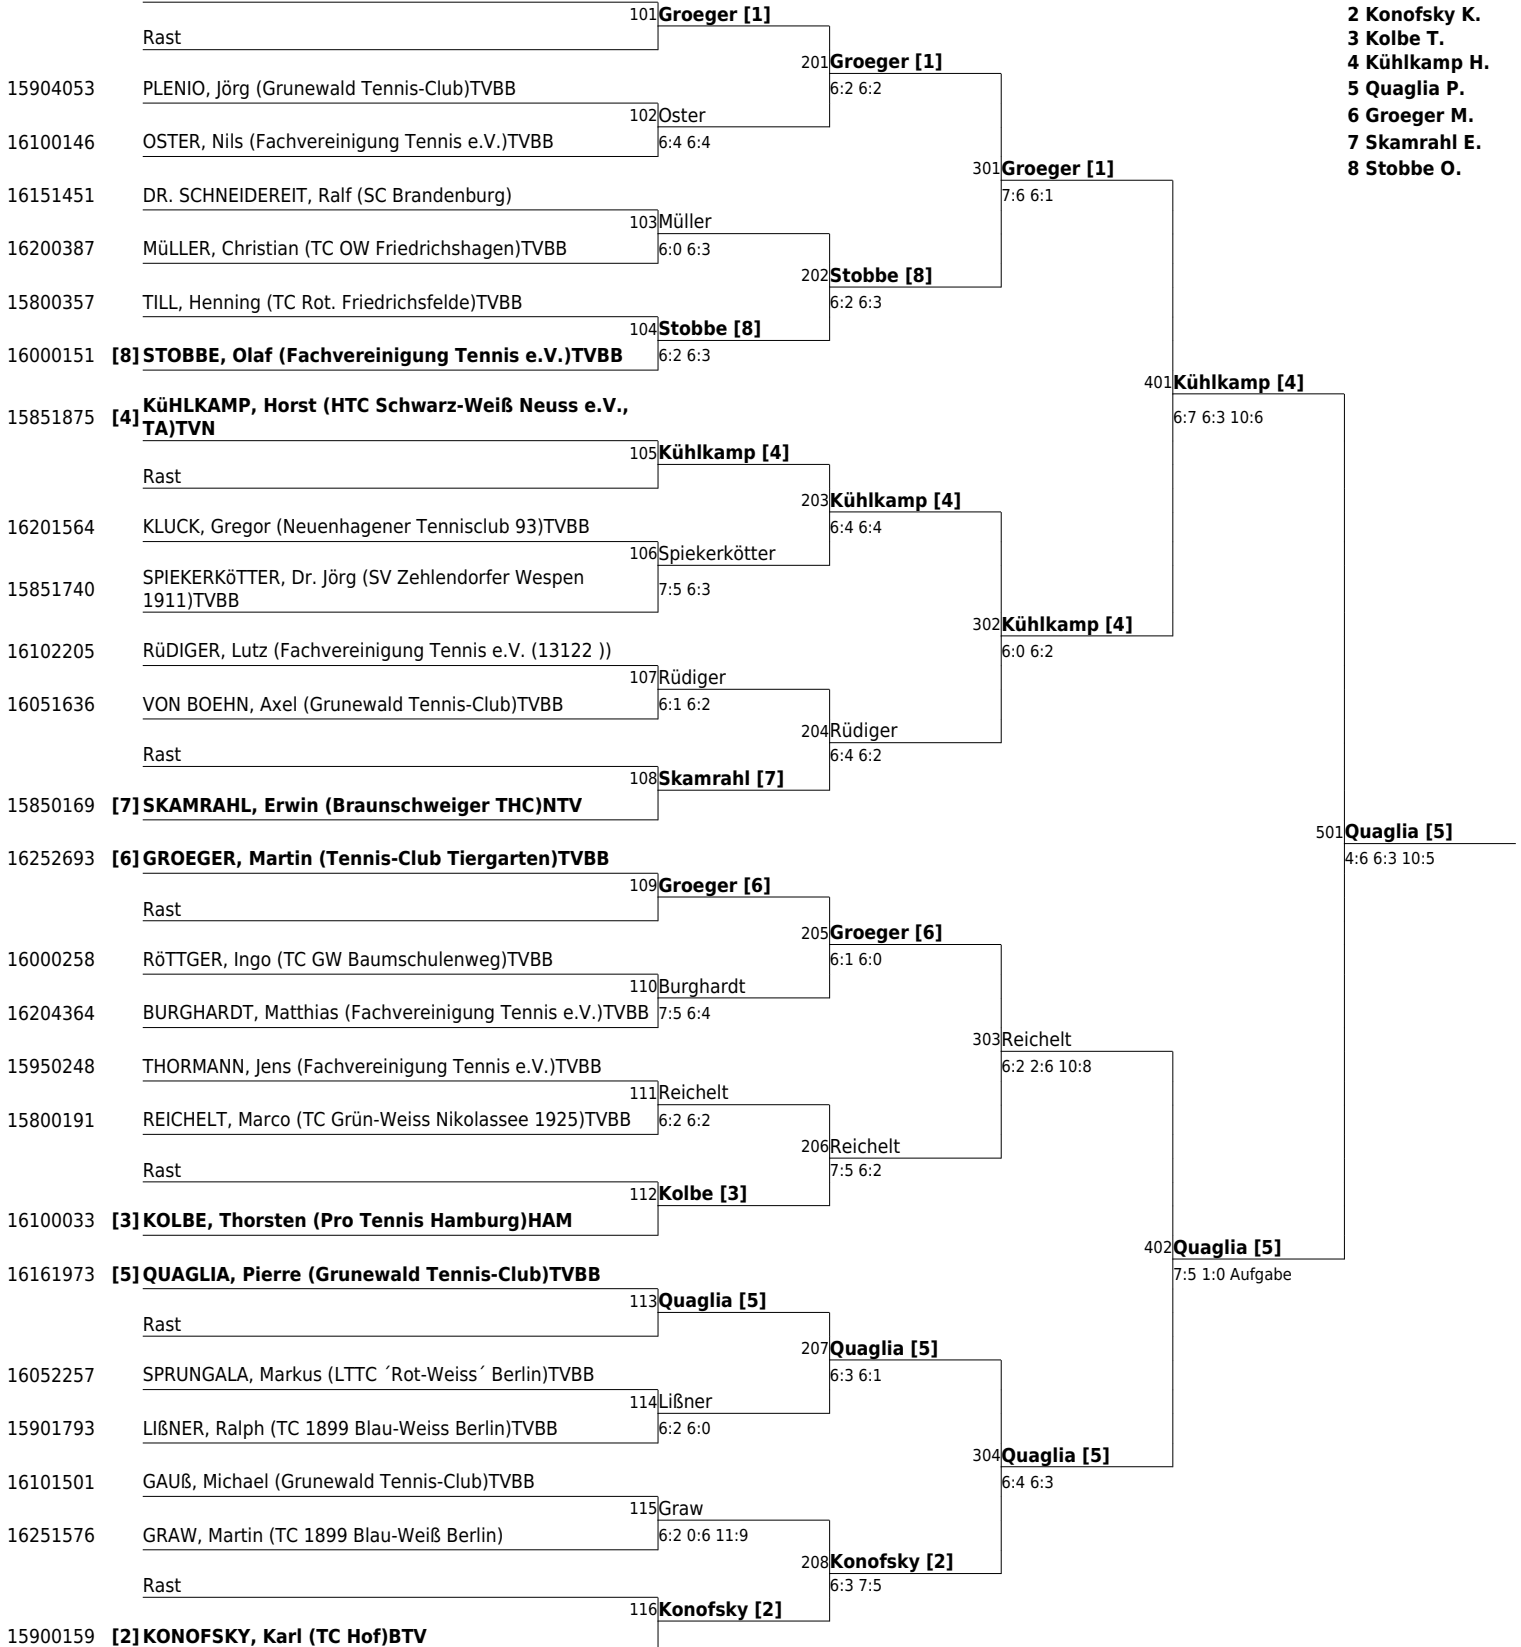 101 Groeger [1]
Rast
201 Groeger [1]
15904053 PLENIO, Jörg (Grunewald Tennis-Club)TVBB
6:2 6:2
102 Oster
16100146 OSTER, Nils (Fachvereinigung Tennis e.V.)TVBB
6:4 6:4
301 Groeger [1]
16151451 DR. SCHNEIDEREIT, Ralf (SC Brandenburg)
7:6 6:1
103 Müller
16200387 MüLLER, Christian (TC OW Friedrichshagen)TVBB
6:0 6:3
202 Stobbe [8]
15800357 TILL, Henning (TC Rot. Friedrichsfelde)TVBB
6:2 6:3
104 Stobbe [8]
16000151 [8] STOBBE, Olaf (Fachvereinigung Tennis e.V.)TVBB
6:2 6:3
401 Kühlkamp [4]
15851875 [4] KüHLKAMP, Horst (HTC Schwarz-Weiß Neuss e.V.,
TA)TVN
6:7 6:3 10:6
105 Kühlkamp [4]
Rast
203 Kühlkamp [4]
16201564 KLUCK, Gregor (Neuenhagener Tennisclub 93)TVBB
6:4 6:4
106 Spiekerkötter
15851740 SPIEKERKöTTER, Dr. Jörg (SV Zehlendorfer Wespen
1911)TVBB
7:5 6:3
302 Kühlkamp [4]
16102205 RüDIGER, Lutz (Fachvereinigung Tennis e.V. (13122 ))
6:0 6:2
107 Rüdiger
16051636 VON BOEHN, Axel (Grunewald Tennis-Club)TVBB
6:1 6:2
204 Rüdiger
Rast
6:4 6:2
108 Skamrahl [7]
15850169 [7] SKAMRAHL, Erwin (Braunschweiger THC)NTV
501 Quaglia [5]
16252693 [6] GROEGER, Martin (Tennis-Club Tiergarten)TVBB
4:6 6:3 10:5
109 Groeger [6]
Rast
205 Groeger [6]
16000258 RöTTGER, Ingo (TC GW Baumschulenweg)TVBB
6:1 6:0
110 Burghardt
16204364 BURGHARDT, Matthias (Fachvereinigung Tennis e.V.)TVBB
7:5 6:4
303 Reichelt
15950248 THORMANN, Jens (Fachvereinigung Tennis e.V.)TVBB
6:2 2:6 10:8
111 Reichelt
15800191 REICHELT, Marco (TC Grün-Weiss Nikolassee 1925)TVBB
6:2 6:2
206 Reichelt
Rast
7:5 6:2
112 Kolbe [3]
16100033 [3] KOLBE, Thorsten (Pro Tennis Hamburg)HAM
402 Quaglia [5]
16161973 [5] QUAGLIA, Pierre (Grunewald Tennis-Club)TVBB
7:5 1:0 Aufgabe
113 Quaglia [5]
Rast
207 Quaglia [5]
16052257 SPRUNGALA, Markus (LTTC ´Rot-Weiss´ Berlin)TVBB
6:3 6:1
114 Lißner
15901793 LIßNER, Ralph (TC 1899 Blau-Weiss Berlin)TVBB
6:2 6:0
304 Quaglia [5]
16101501 GAUß, Michael (Grunewald Tennis-Club)TVBB
6:4 6:3
115 Graw
16251576 GRAW, Martin (TC 1899 Blau-Weiß Berlin)
6:2 0:6 11:9
208 Konofsky [2]
Rast
6:3 7:5
116 Konofsky [2]
15900159 [2] KONOFSKY, Karl (TC Hof)BTV
2 Konofsky K.
3 Kolbe T.
4 Kühlkamp H.
5 Quaglia P.
6 Groeger M.
7 Skamrahl E.
8 Stobbe O.